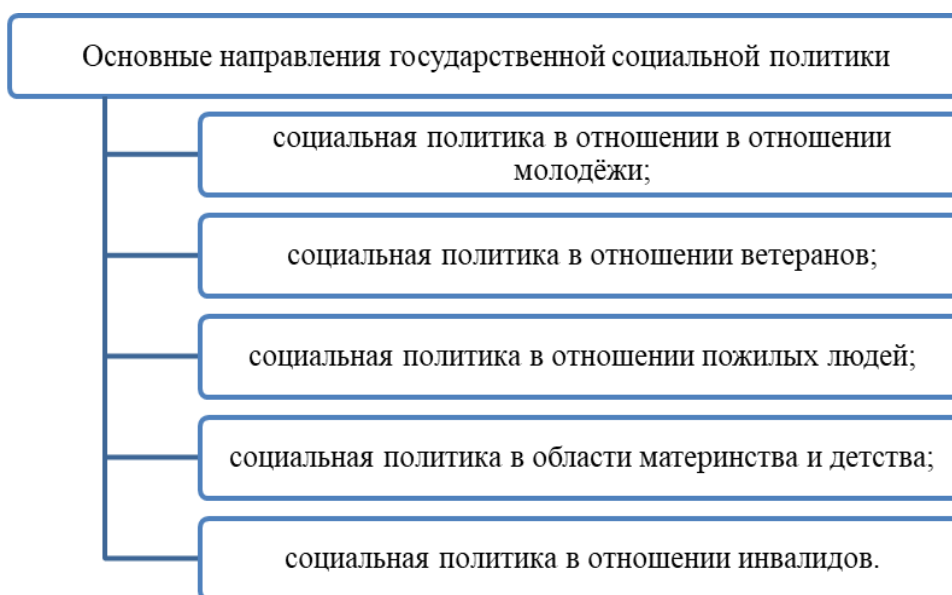 Основные направления государственной социальной политики
социальная политика в отношении в отношении
молодёжи;
социальная политика в отношении ветеранов;
социальная политика в отношении пожилых людей;
социальная политика в области материнства и детства;
социальная политика в отношении инвалидов.